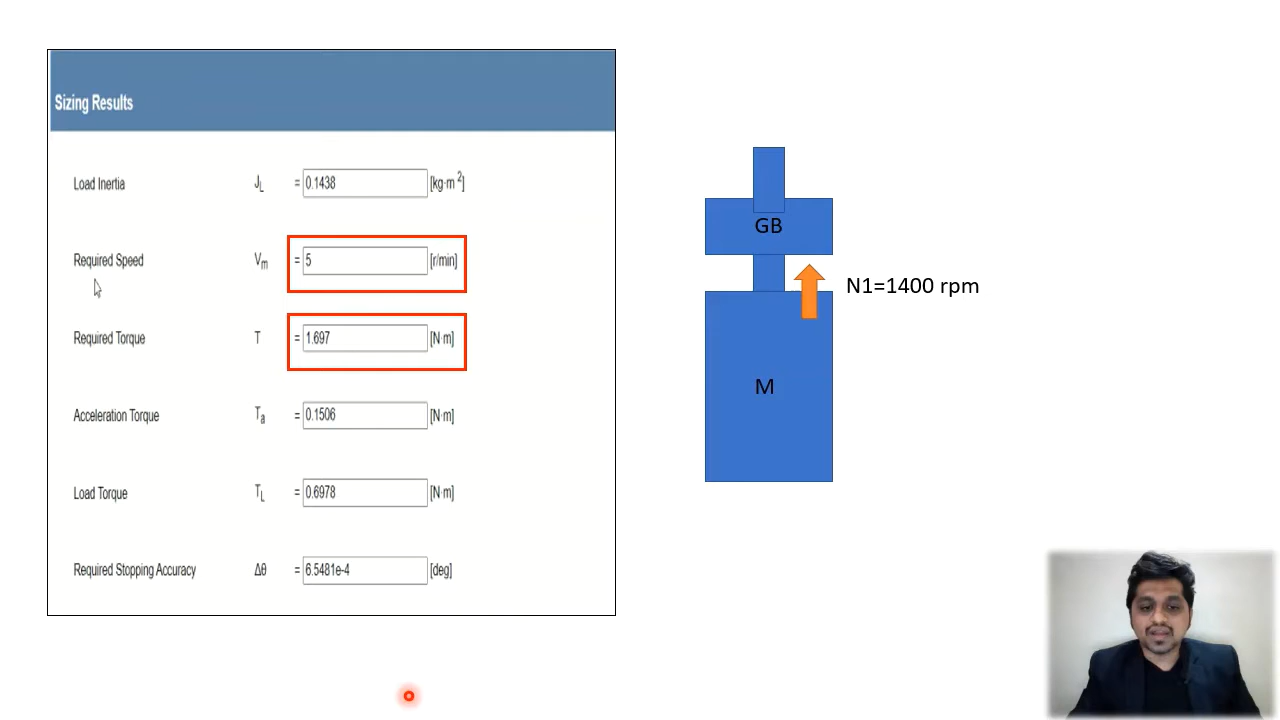 Sizing Results
Load Inertia J_L = 0.1438 [kg·m²]
Required Speed V_m = 5 [r/min]
Required Torque T = 1.697 [N·m]
Acceleration Torque T_a = 0.1506 [N·m]
Load Torque T_L = 0.6978 [N·m]
Required Stopping Accuracy Δθ = 6.5481e-4 [deg]
GB
N1=1400 rpm
M